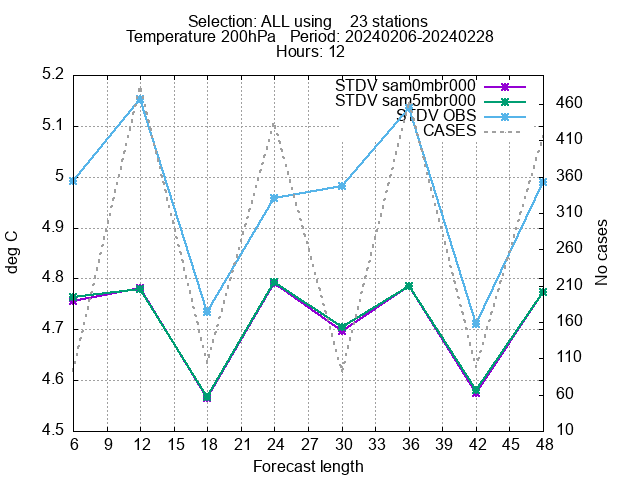 Selection: ALL using 23 stations
Temperature 200hPa Period: 20240206-20240228
Hours: 12
STDV sam0mbr000
STDV sam5mbr000
STDV OBS
CASES
5.2
5.1
5
4.9
4.8
4.7
4.6
4.5
deg C
460
410
360
310
260
210
160
110
60
10
No cases
6 9 12 15 18 21 24 27 30 33 36 39 42 45 48
Forecast length